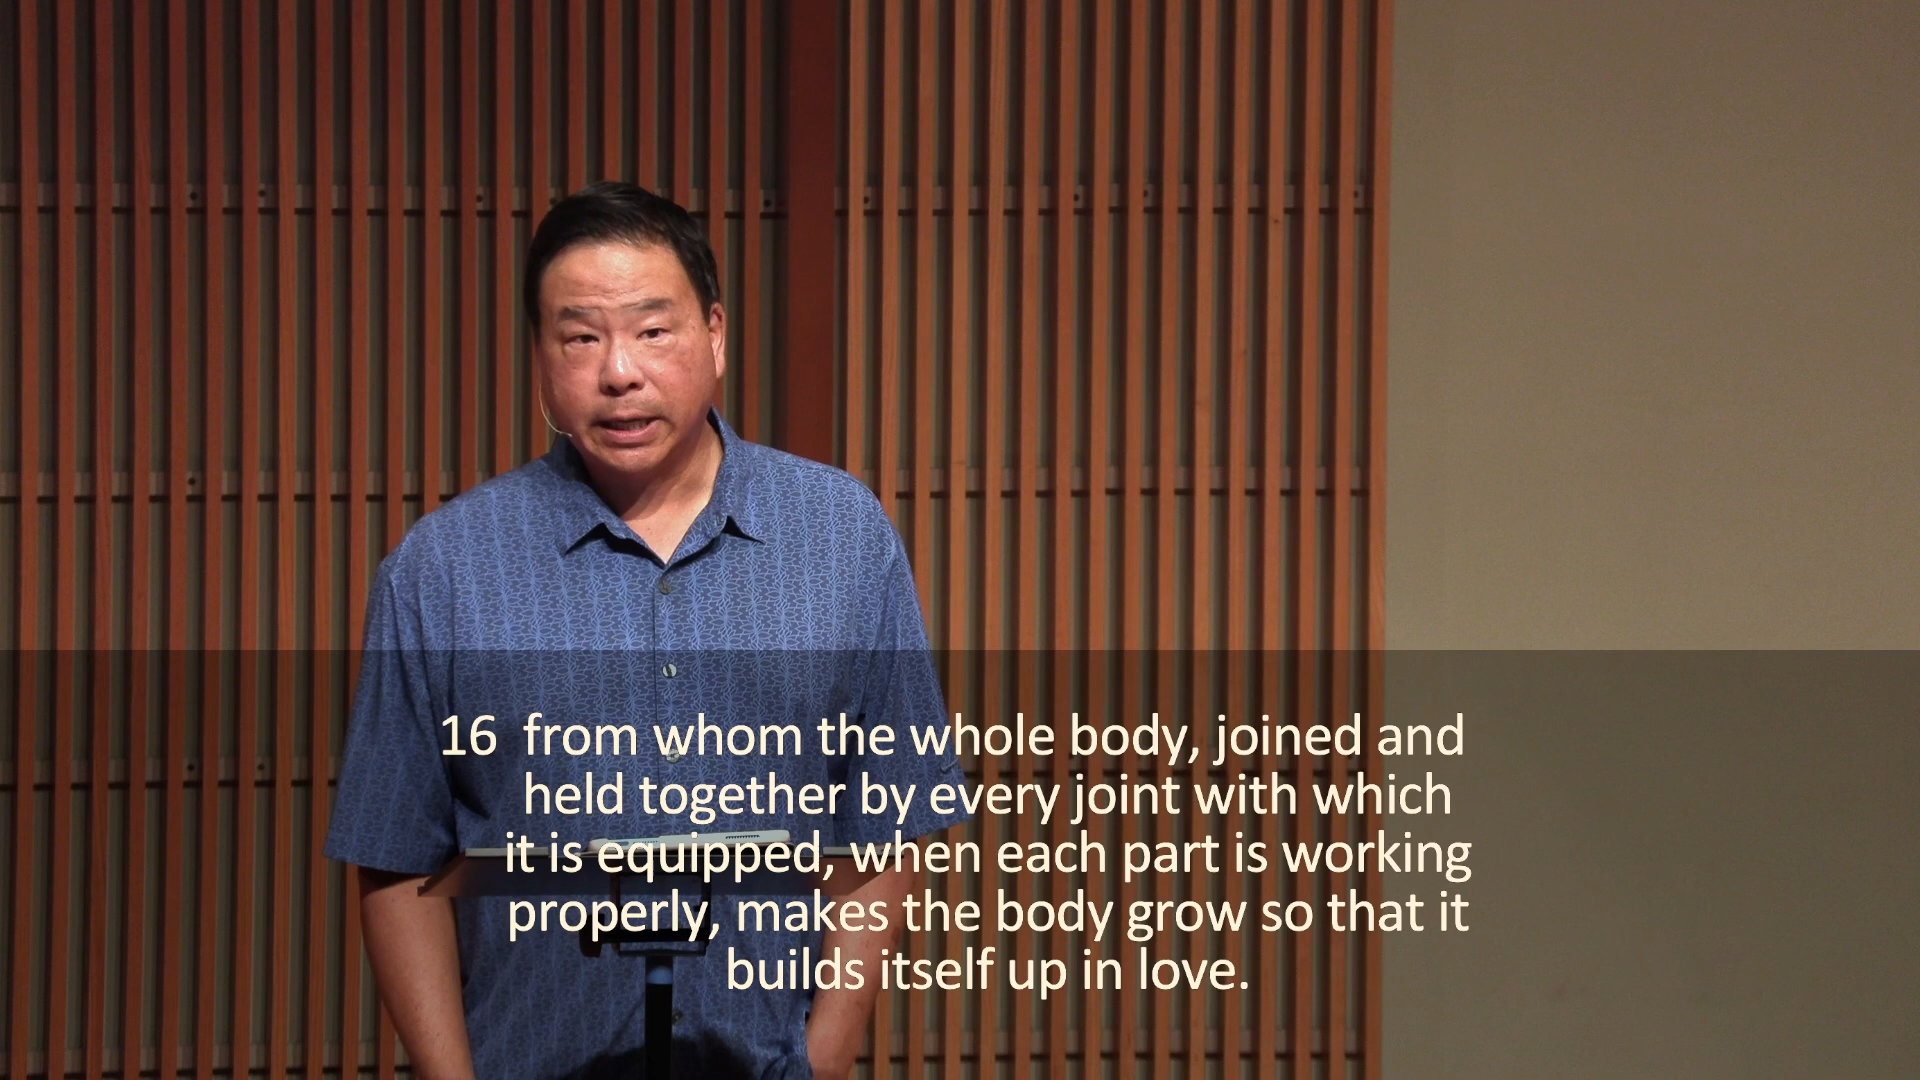 16 from whom the whole body, joined and
held together by every joint with which
it is equipped, when each part is working
properly, makes the body grow so that it
builds itself up in love.